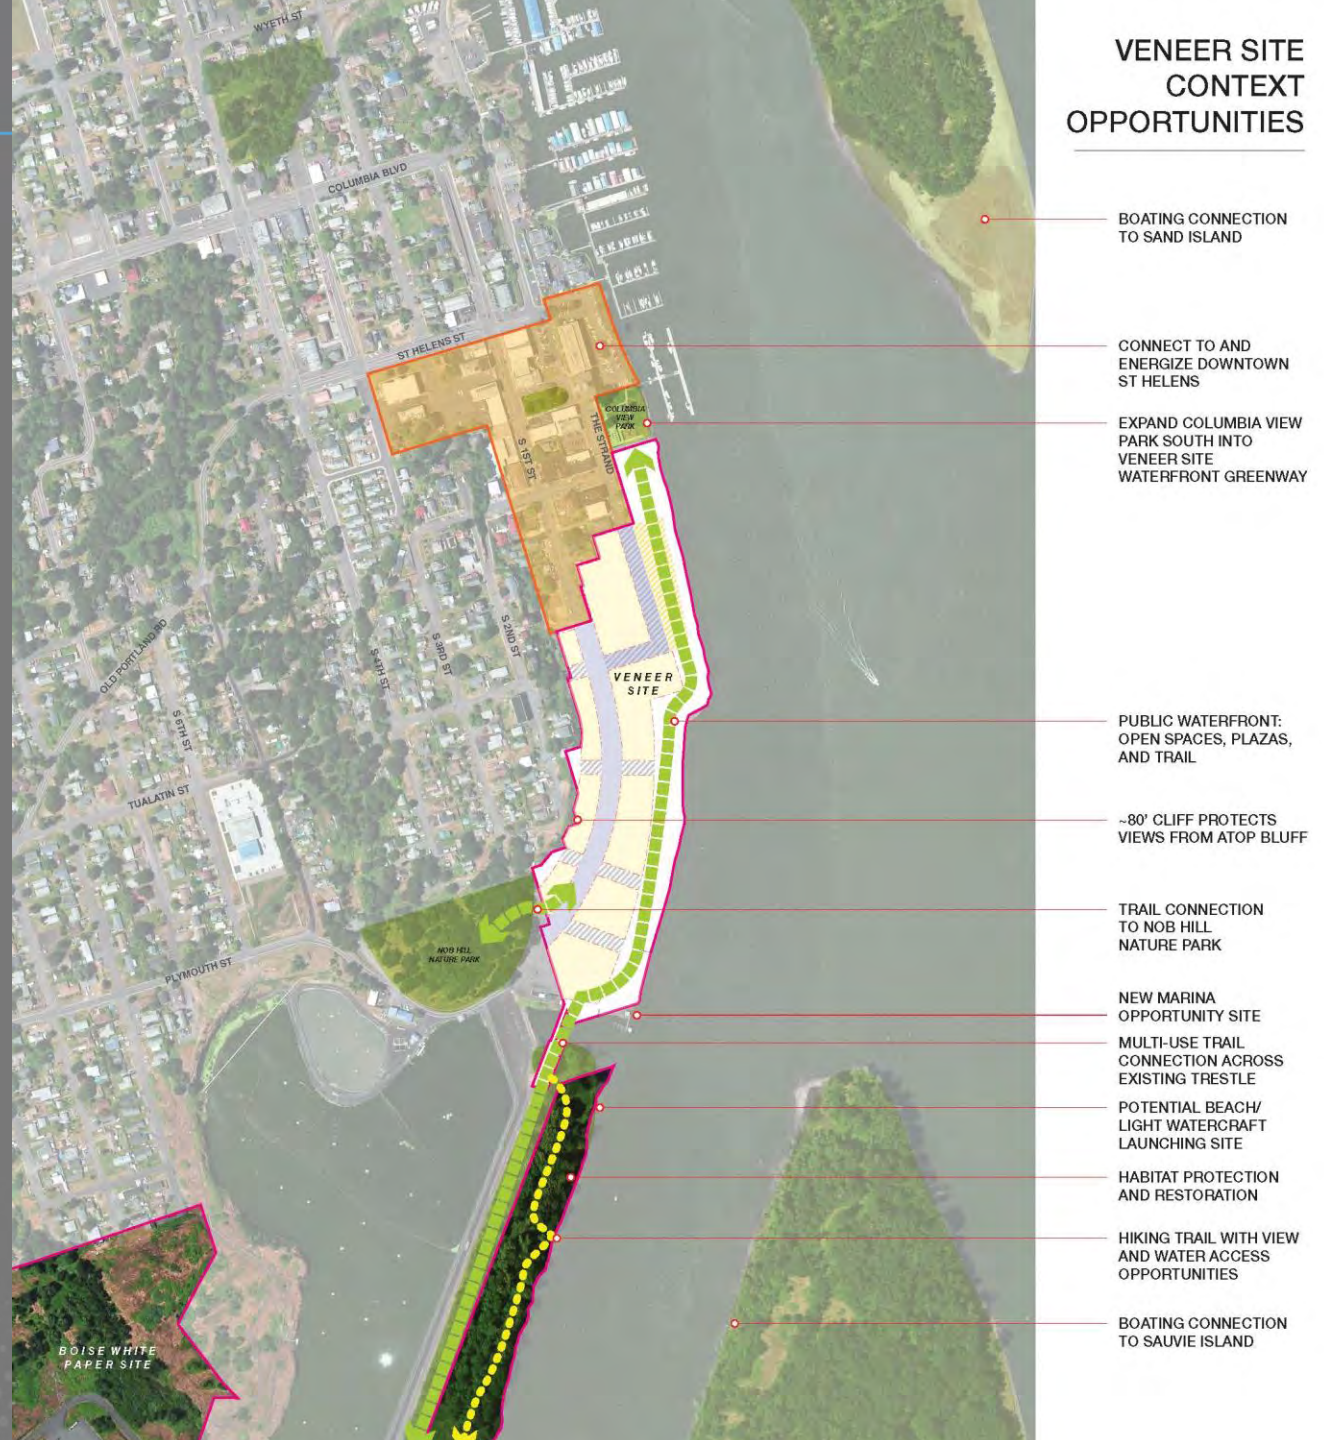 VENEER SITE
CONTEXT
OPPORTUNITIES
BOATING CONNECTION
TO SAND ISLAND
CONNECT TO AND
ENERGIZE DOWNTOWN
ST HELENS
EXPAND COLUMBIA VIEW
PARK SOUTH INTO
VENEER SITE
WATERFRONT GREENWAY
PUBLIC WATERFRONT:
OPEN SPACES, PLAZAS,
AND TRAIL
~80' CLIFF PROTECTS
VIEWS FROM ATOP BLUFF
TRAIL CONNECTION
TO NOB HILL
NATURE PARK
NEW MARINA
OPPORTUNITY SITE
MULTI-USE TRAIL
CONNECTION ACROSS
EXISTING TRESTLE
POTENTIAL BEACH/
LIGHT WATERCRAFT
LAUNCHING SITE
HABITAT PROTECTION
AND RESTORATION
HIKING TRAIL WITH VIEW
AND WATER ACCESS
OPPORTUNITIES
BOATING CONNECTION
TO SAUVIE ISLAND
WYETH ST
COLUMBIA BLVD
ST HELENS ST
COLUMBIA
VIEW
PARK
THE STRAND
S 1ST ST
S 2ND ST
S 3RD ST
S 4TH ST
OLD PORTLAND RD
S 6TH ST
VENEER
SITE
TUALATIN ST
NOB HILL
NATURE PARK
PLYMOUTH ST
BOISE WHITE
PAPER SITE